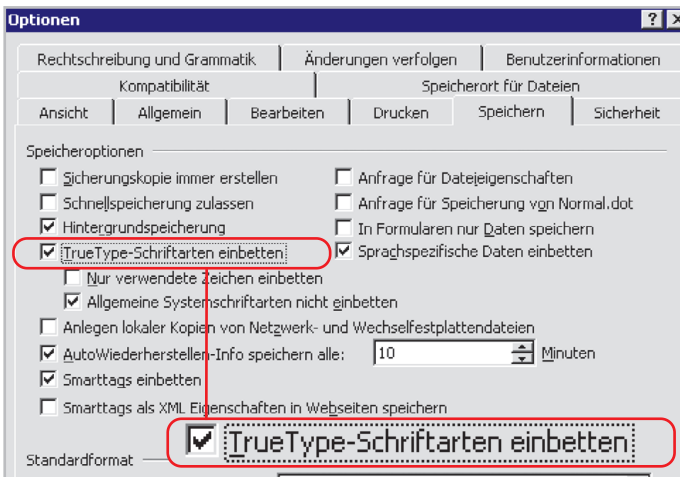 Optionen
Rechtschreibung und Grammatik Änderungen verfolgen Benutzerinformationen
Kompatibilität Speicherort für Dateien
Ansicht Allgemein Bearbeiten Drucken Speichern Sicherheit
Speicheroptionen
Sicherungskopie immer erstellen Anfrage für Dateieigenschaften
Schnellspeicherung zulassen Anfrage für Speicherung von Normal.dot
Hintergrundspeicherung In Formularen nur Daten speichern
TrueType-Schriftarten einbetten Sprachspezifische Daten einbetten
Nur verwendete Zeichen einbetten
Allgemeine Systemschriftarten nicht einbetten
Anlegen lokaler Kopien von Netzwerk- und Wechselfestplattendateien
AutoWiederherstellen-Info speichern alle: 10 Minuten
Smarttags einbetten
Smarttags als XML Eigenschaften in Webseiten speichern
TrueType-Schriftarten einbetten
Standardformat